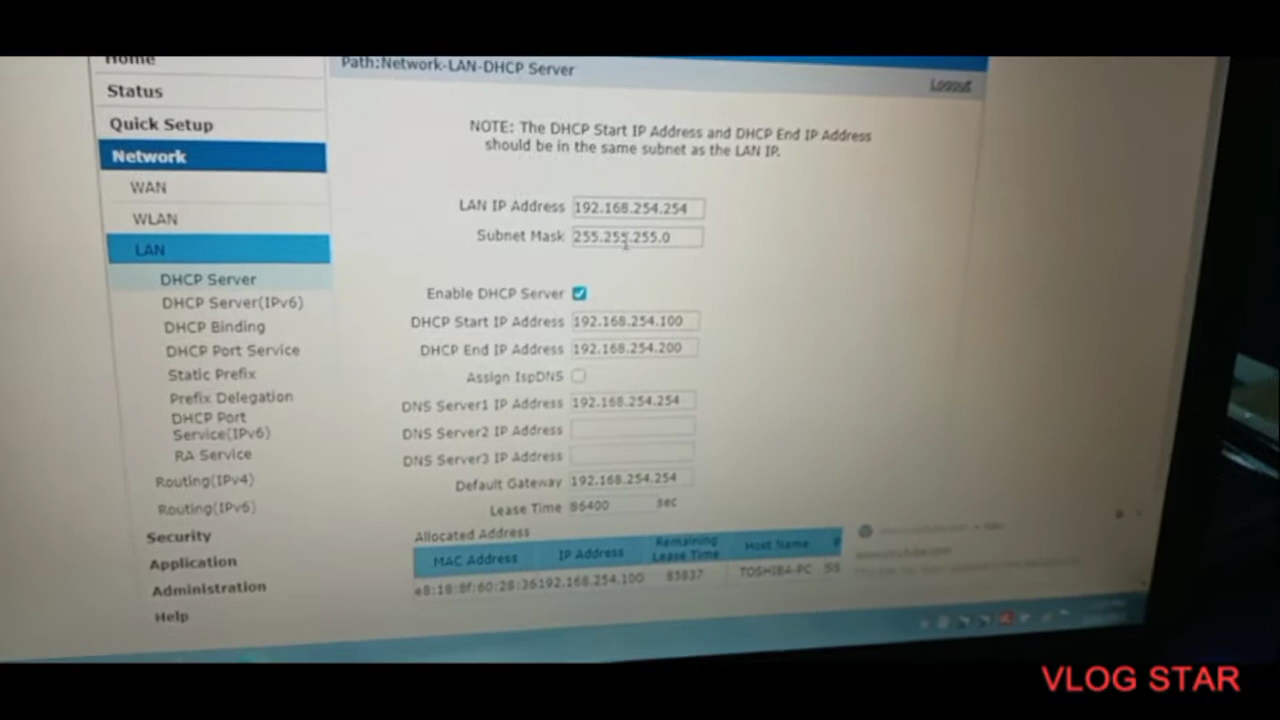 Home
Path:Network-LAN-DHCP Server
Logout
Status
Quick Setup
Network
WAN
WLAN
LAN
DHCP Server
DHCP Server(IPv6)
DHCP Binding
DHCP Port Service
Static Prefix
Prefix Delegation
DHCP Port
Service(IPv6)
RA Service
Routing(IPv4)
Routing(IPv6)
Security
Application
Administration
Help
NOTE: The DHCP Start IP Address and DHCP End IP Address
should be in the same subnet as the LAN IP.
LAN IP Address 192.168.254.254
Subnet Mask 255.255.255.0
Enable DHCP Server
DHCP Start IP Address 192.168.254.100
DHCP End IP Address 192.168.254.200
Assign IspDNS
DNS Server1 IP Address 192.168.254.254
DNS Server2 IP Address
DNS Server3 IP Address
Default Gateway 192.168.254.254
Lease Time 86400 sec
Allocated Address
MAC Address IP Address Remaining Lease Time Host Name P
e8:18:8f:60:28:36 192.168.254.100 83837 TOSHIBA-PC SS
VLOG STAR